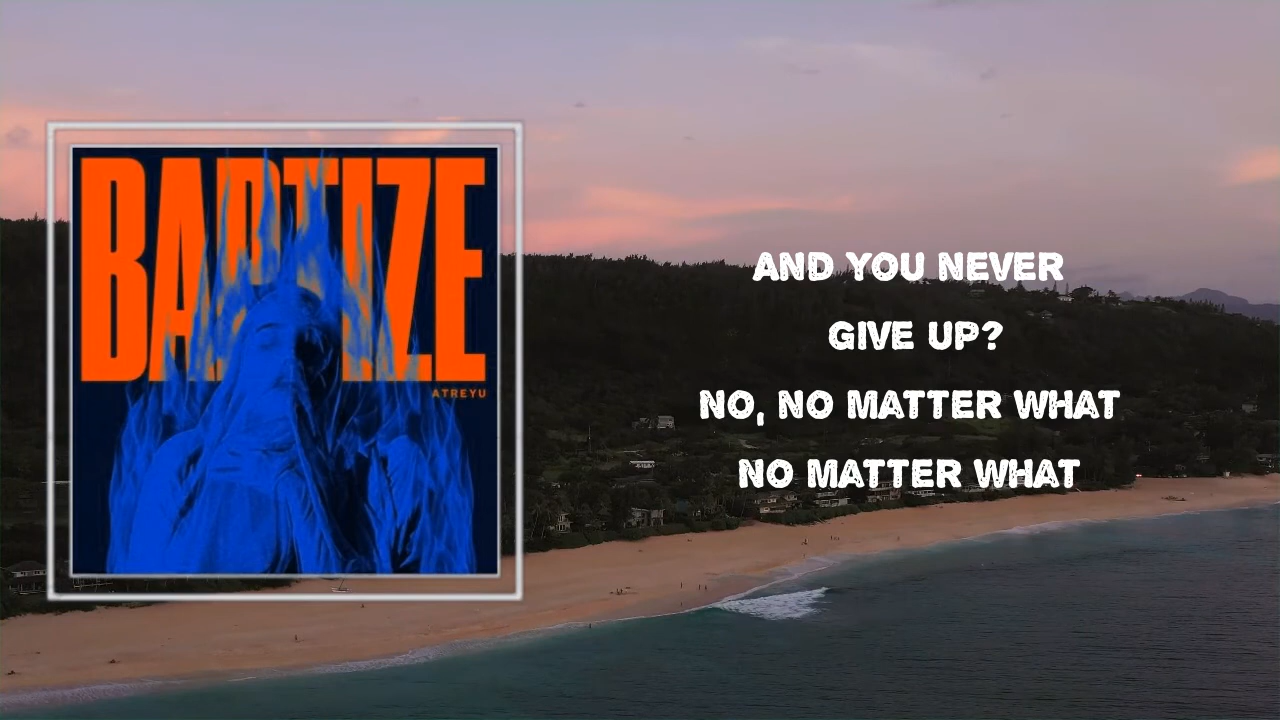 BAPTIZE
ATREYU
AND YOU NEVER
GIVE UP?
NO, NO MATTER WHAT
NO MATTER WHAT